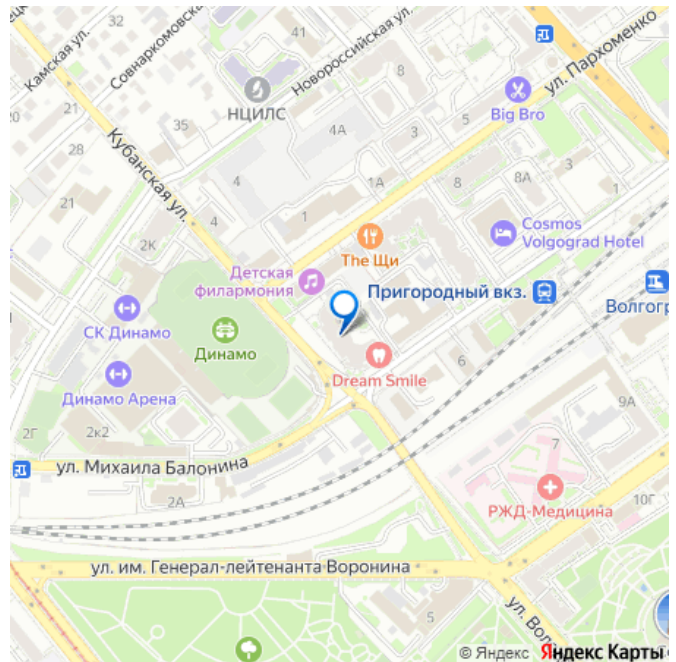 Камская ул.
Совнаркомовская
41
Новороссийская ул.
8
ул. Пархоменко
20
21
35
НЦИЛС
4А
3
5
Big Bro
Кубанская ул.
21
4
4
1
1А
8
8А
3
1
2К
The Щи
Cosmos
Volgograd Hotel
Детская
филармония
Пригородный вкз.
Волгогр
СК Динамо
Динамо
Динамо Арена
Dream Smile
6
9А
2Г
2к2
ул. Михаила Балонина
7
2А
РЖД-Медицина
10Г
ул. им. Генерал-лейтенанта Воронина
5
ул. Вол
© Яндекс Яндекс Карты